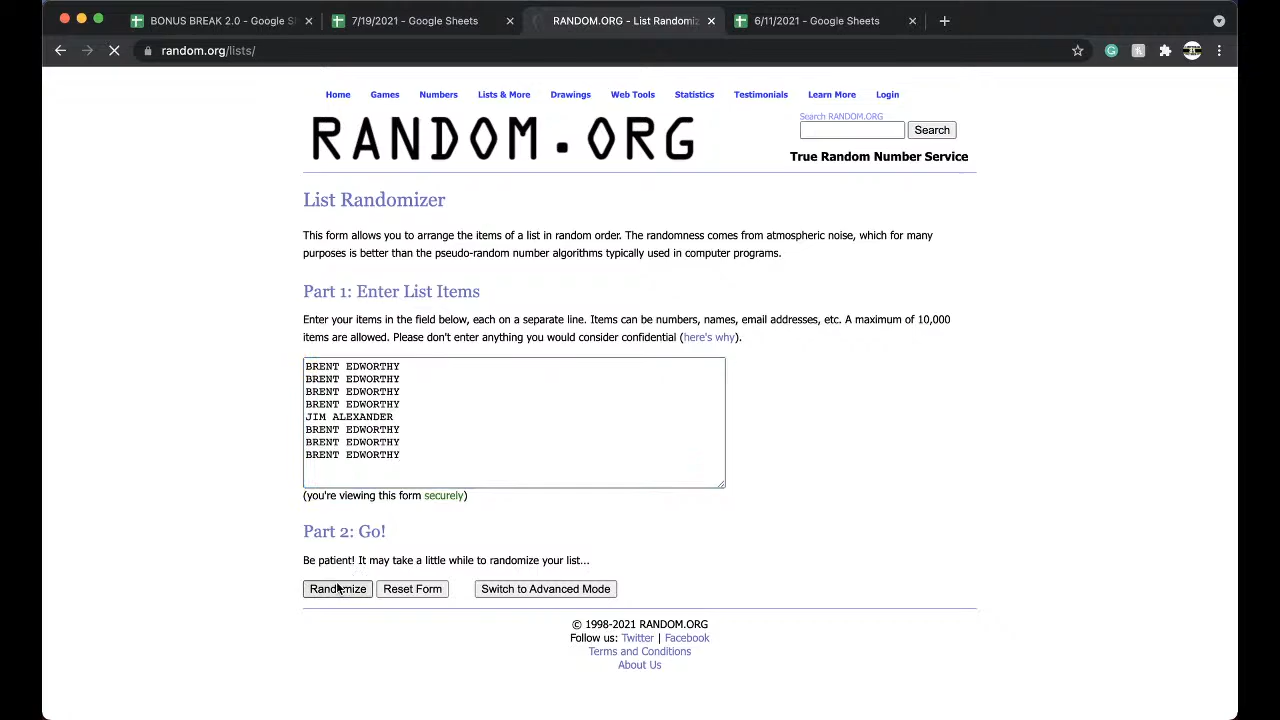 BONUS BREAK 2.0 - Google S
7/19/2021 - Google Sheets
RANDOM.ORG - List Randomiz
6/11/2021 - Google Sheets
random.org/lists/
Home Games Numbers Lists & More Drawings Web Tools Statistics Testimonials Learn More Login
RANDOM.ORG
Search RANDOM.ORG
Search
True Random Number Service
List Randomizer
This form allows you to arrange the items of a list in random order. The randomness comes from atmospheric noise, which for many
purposes is better than the pseudo-random number algorithms typically used in computer programs.
Part 1: Enter List Items
Enter your items in the field below, each on a separate line. Items can be numbers, names, email addresses, etc. A maximum of 10,000
items are allowed. Please don't enter anything you would consider confidential (here's why).
BRENT EDWORTHY
BRENT EDWORTHY
BRENT EDWORTHY
BRENT EDWORTHY
JIM ALEXANDER
BRENT EDWORTHY
BRENT EDWORTHY
BRENT EDWORTHY
(you're viewing this form securely)
Part 2: Go!
Be patient! It may take a little while to randomize your list...
Randomize Reset Form Switch to Advanced Mode
© 1998-2021 RANDOM.ORG
Follow us: Twitter | Facebook
Terms and Conditions
About Us